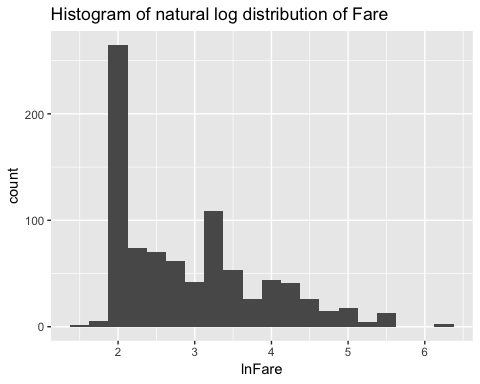 Histogram of natural log distribution of Fare
200
100
0
count
2 3 4 5 6
lnFare